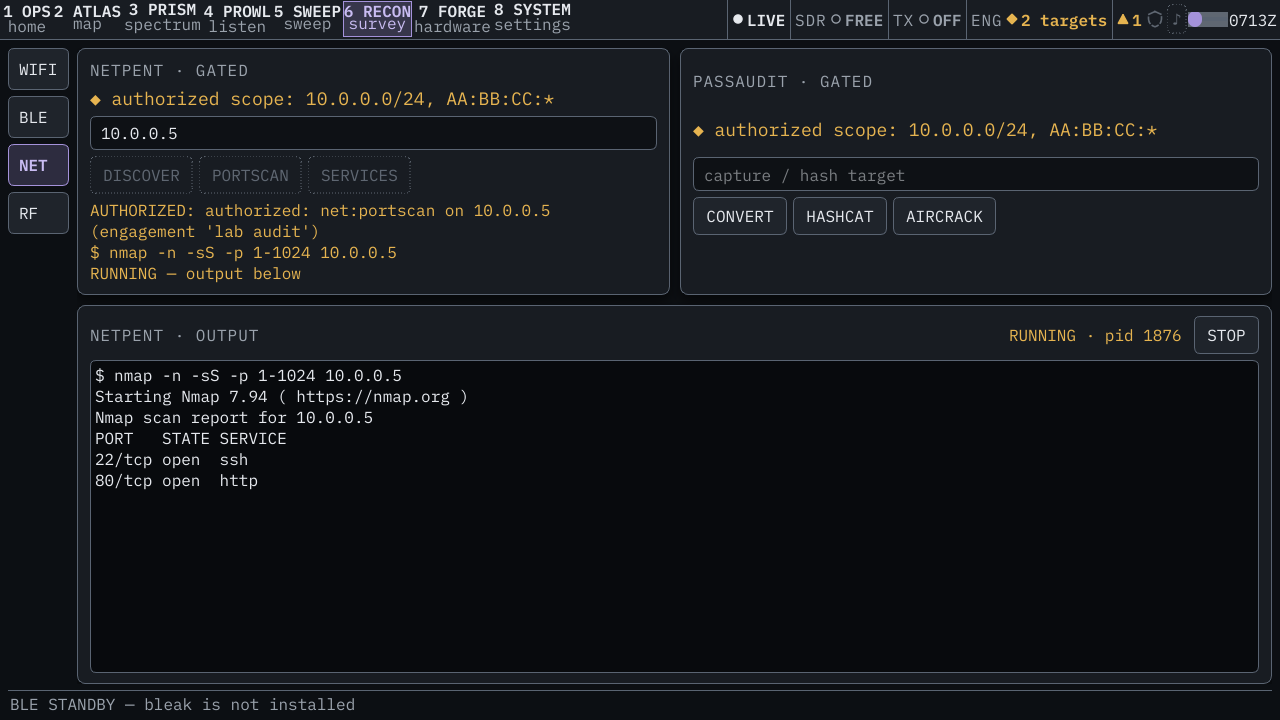 1 OPS 2 ATLAS 3 PRISM 4 PROWL 5 SWEEP 6 RECON 7 FORGE 8 SYSTEM
home map spectrum listen sweep survey hardware settings
LIVE SDR FREE TX OFF ENG 2 targets 1 ♪ 0713Z
WIFI
BLE
NET
RF
NETPENT · GATED
◆ authorized scope: 10.0.0.0/24, AA:BB:CC:*
10.0.0.5
DISCOVER PORTSCAN SERVICES
AUTHORIZED: authorized: net:portscan on 10.0.0.5
(engagement 'lab audit')
$ nmap -n -sS -p 1-1024 10.0.0.5
RUNNING — output below
PASSAUDIT · GATED
◆ authorized scope: 10.0.0.0/24, AA:BB:CC:*
capture / hash target
CONVERT HASHCAT AIRCRACK
NETPENT · OUTPUT
RUNNING · pid 1876 STOP
$ nmap -n -sS -p 1-1024 10.0.0.5
Starting Nmap 7.94 ( https://nmap.org )
Nmap scan report for 10.0.0.5
PORT   STATE SERVICE
22/tcp open  ssh
80/tcp open  http
BLE STANDBY — bleak is not installed